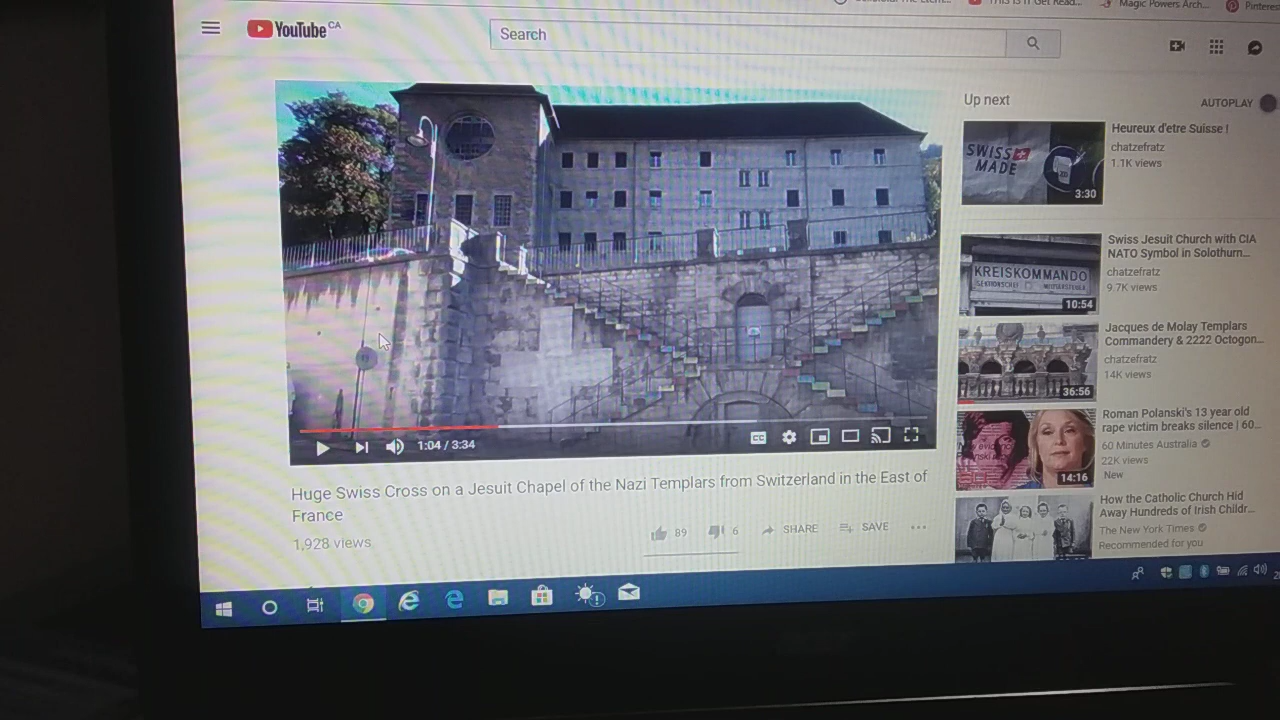 Magic Powers Arch...
YouTube CA
Search
Up next
AUTOPLAY
SWISS
MADE
3:30
Heureux d'etre Suisse !
chatzefratz
1.1K views
KREISKOMMANDO
10:54
Swiss Jesuit Church with CIA
NATO Symbol in Solothurn...
chatzefratz
9.7K views
36:56
Jacques de Molay Templars
Commandery & 2222 Octogon...
chatzefratz
14K views
14:16
Roman Polanski's 13 year old
rape victim breaks silence | 60...
60 Minutes Australia
22K views
New
How the Catholic Church Hid
Away Hundreds of Irish Childr...
The New York Times
Recommended for you
1:04 / 3:34
CC
Huge Swiss Cross on a Jesuit Chapel of the Nazi Templars from Switzerland in the East of
France
1,928 views
89
6
SHARE
SAVE